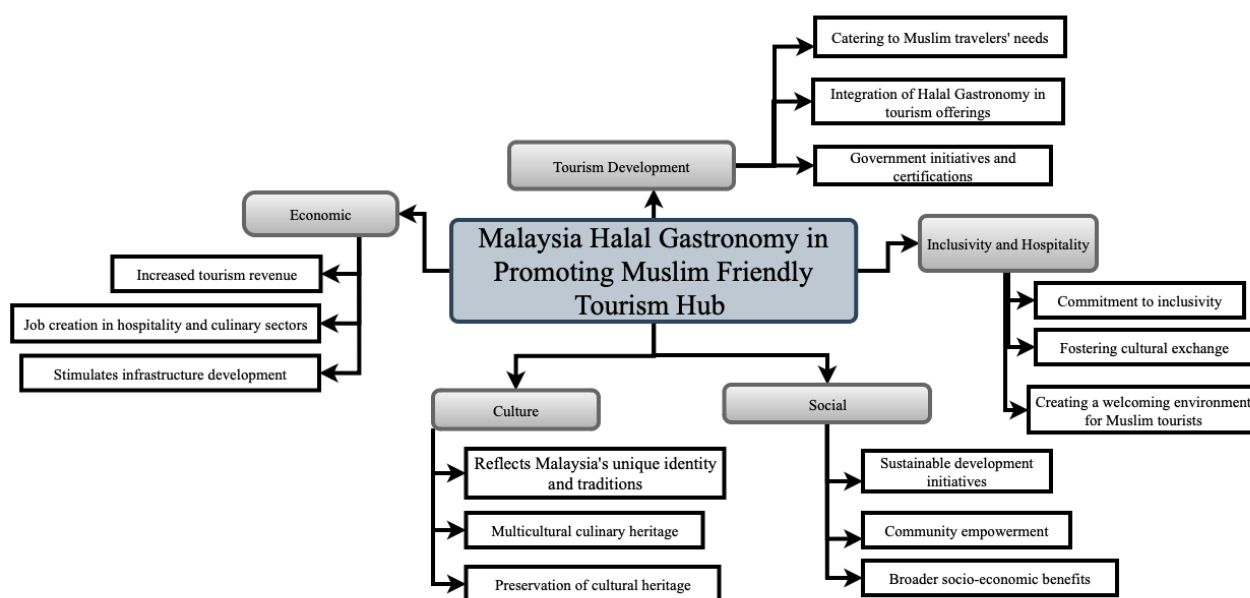 Catering to Muslim travelers' needs
Integration of Halal Gastronomy in
tourism offerings
Government initiatives and
certifications
Tourism Development
Economic
Increased tourism revenue
Job creation in hospitality and culinary sectors
Stimulates infrastructure development
Malaysia Halal Gastronomy in
Promoting Muslim Friendly
Tourism Hub
Inclusivity and Hospitality
Commitment to inclusivity
Fostering cultural exchange
Creating a welcoming environment
for Muslim tourists
Culture
Reflects Malaysia's unique identity
and traditions
Multicultural culinary heritage
Preservation of cultural heritage
Social
Sustainable development
initiatives
Community empowerment
Broader socio-economic benefits